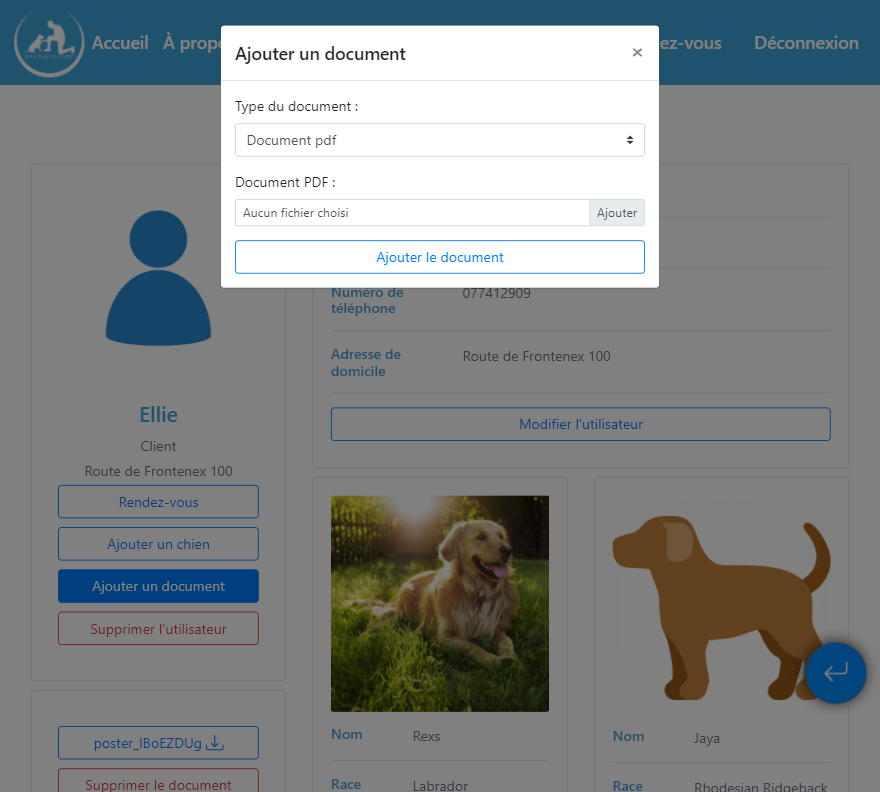 Accueil
À propo
ez-vous
Déconnexion
Ajouter un document
×
Type du document :
Document pdf
Document PDF :
Aucun fichier choisi
Ajouter
Ajouter le document
Numéro de
téléphone
077412909
Adresse de
domicile
Route de Frontenex 100
Modifier l'utilisateur
Ellie
Client
Route de Frontenex 100
Rendez-vous
Ajouter un chien
Ajouter un document
Supprimer l'utilisateur
poster_lBoEZDUg
Supprimer le document
Nom
Rexs
Race
Labrador
Nom
Jaya
Race
Rhodesian Ridgeback